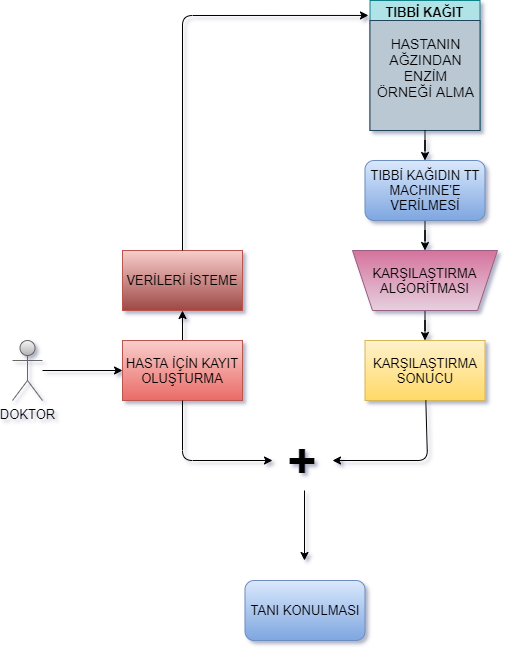 TIBBİ KAĞIT
HASTANIN
AĞZINDAN
ENZİM
ÖRNEĞİ ALMA
TIBBİ KAĞIDIN TT
MACHINE'E
VERİLMESİ
VERİLERİ İSTEME
KARŞILAŞTIRMA
ALGORİTMASI
HASTA İÇİN KAYIT
OLUŞTURMA
KARŞILAŞTIRMA
SONUCU
DOKTOR
+
TANI KONULMASI